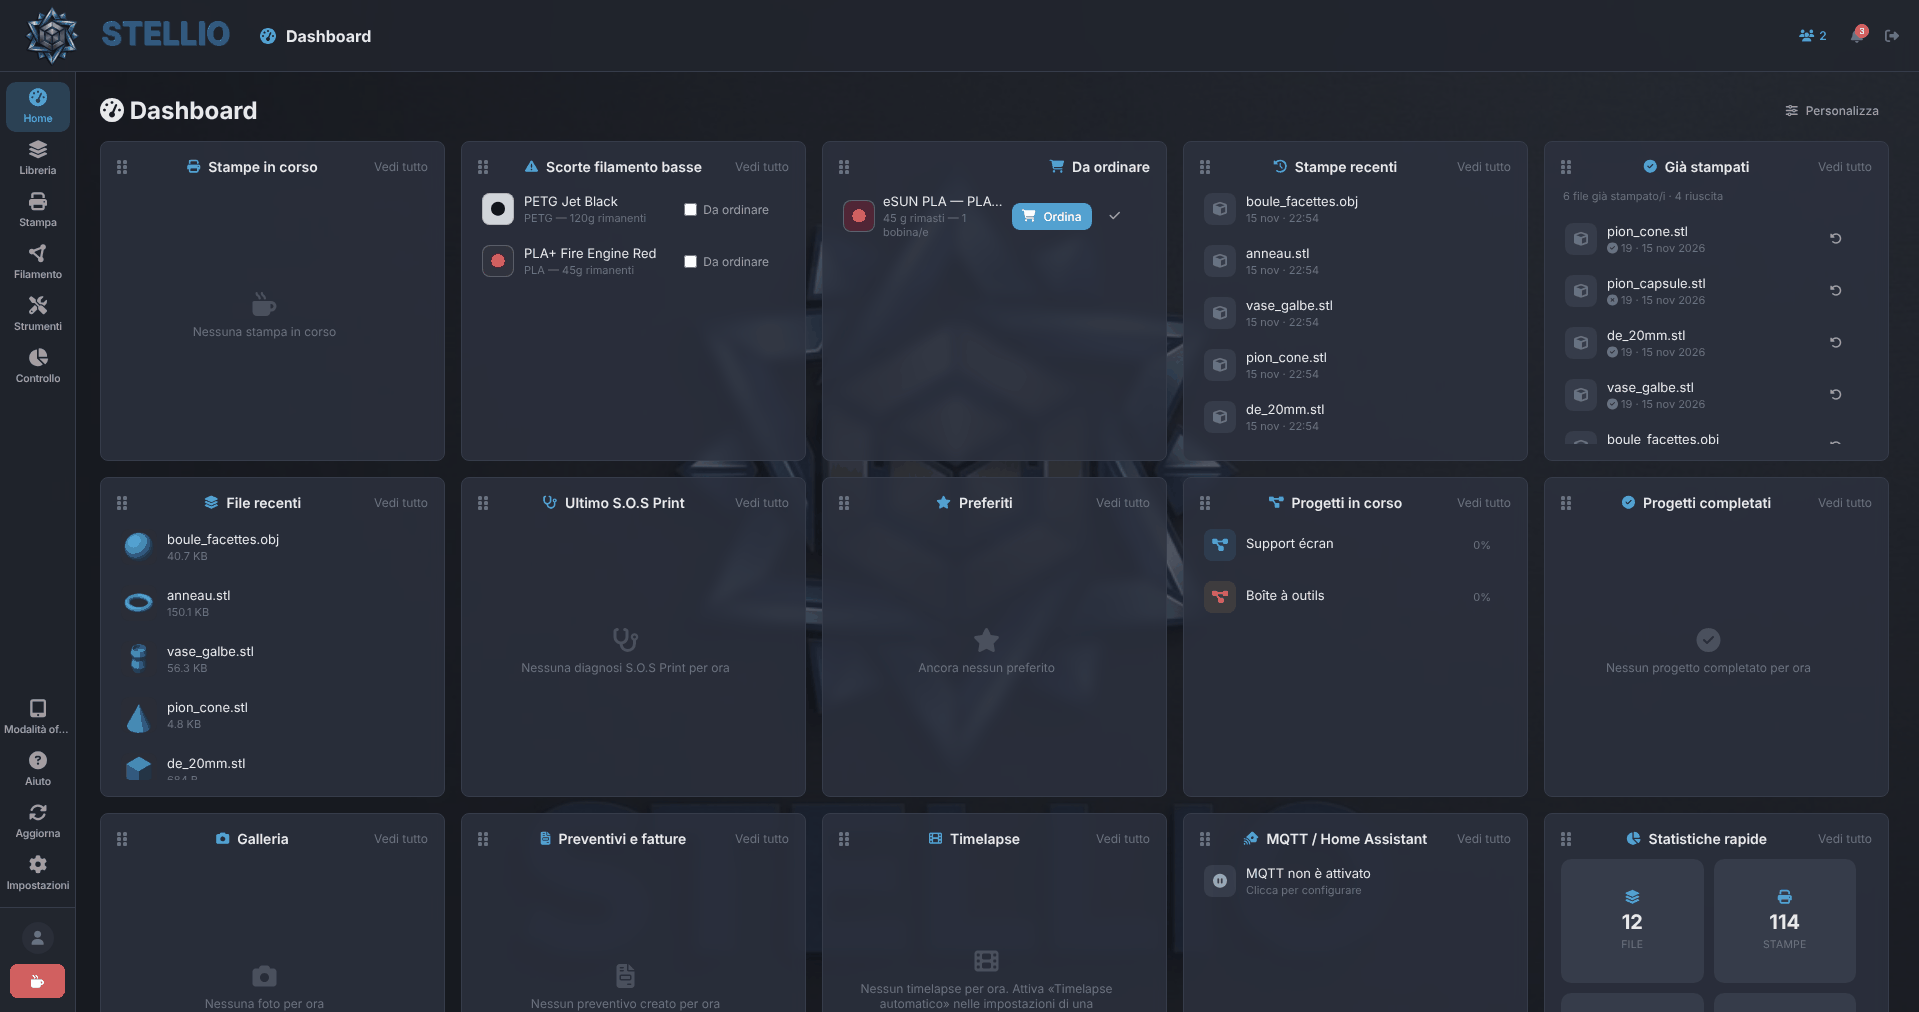 STELLIO
Dashboard
2
3
Home
Libreria
Stampa
Filamento
Strumenti
Controllo
Modalità of...
Aiuto
Aggiorna
Impostazioni
Dashboard
Personalizza
Stampe in corso
Vedi tutto
Nessuna stampa in corso
Scorte filamento basse
Vedi tutto
PETG Jet Black
PETG — 120g rimanenti
Da ordinare
PLA+ Fire Engine Red
PLA — 45g rimanenti
Da ordinare
Da ordinare
eSUN PLA — PLA...
45 g rimasti — 1
bobina/e
Ordina
Stampe recenti
Vedi tutto
boule_facettes.obj
15 nov · 22:54
anneau.stl
15 nov · 22:54
vase_galbe.stl
15 nov · 22:54
pion_cone.stl
15 nov · 22:54
de_20mm.stl
15 nov · 22:54
Già stampati
Vedi tutto
6 file già stampato/i · 4 riuscita
pion_cone.stl
19 · 15 nov 2026
pion_capsule.stl
19 · 15 nov 2026
de_20mm.stl
19 · 15 nov 2026
vase_galbe.stl
19 · 15 nov 2026
boule_facettes.obj
File recenti
Vedi tutto
boule_facettes.obj
40.7 KB
anneau.stl
150.1 KB
vase_galbe.stl
56.3 KB
pion_cone.stl
4.8 KB
de_20mm.stl
684 B
Ultimo S.O.S Print
Vedi tutto
Nessuna diagnosi S.O.S Print per ora
Preferiti
Vedi tutto
Ancora nessun preferito
Progetti in corso
Vedi tutto
Support écran
0%
Boîte à outils
0%
Progetti completati
Vedi tutto
Nessun progetto completato per ora
Galleria
Vedi tutto
Nessuna foto per ora
Preventivi e fatture
Vedi tutto
Nessun preventivo creato per ora
Timelapse
Vedi tutto
Nessun timelapse per ora. Attiva «Timelapse
automatico» nelle impostazioni di una
MQTT / Home Assistant
Vedi tutto
MQTT non è attivato
Clicca per configurare
Statistiche rapide
Vedi tutto
12
FILE
114
STAMPE
STELLIO